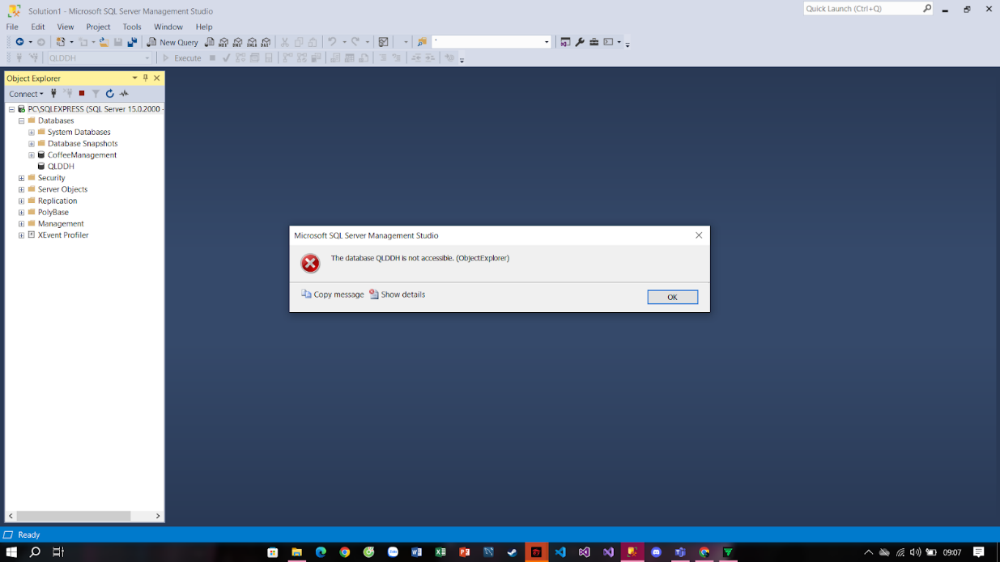 Solution1 - Microsoft SQL Server Management Studio
Quick Launch (Ctrl+Q)
File Edit View Project Tools Window Help
New Query
QLDDH
Execute
Object Explorer
Connect
PC\SQLEXPRESS (SQL Server 15.0.2000 -
Databases
System Databases
Database Snapshots
CoffeeManagement
QLDDH
Security
Server Objects
Replication
PolyBase
Management
XEvent Profiler
Microsoft SQL Server Management Studio
The database QLDDH is not accessible. (ObjectExplorer)
Copy message Show details
OK
Ready
09:07